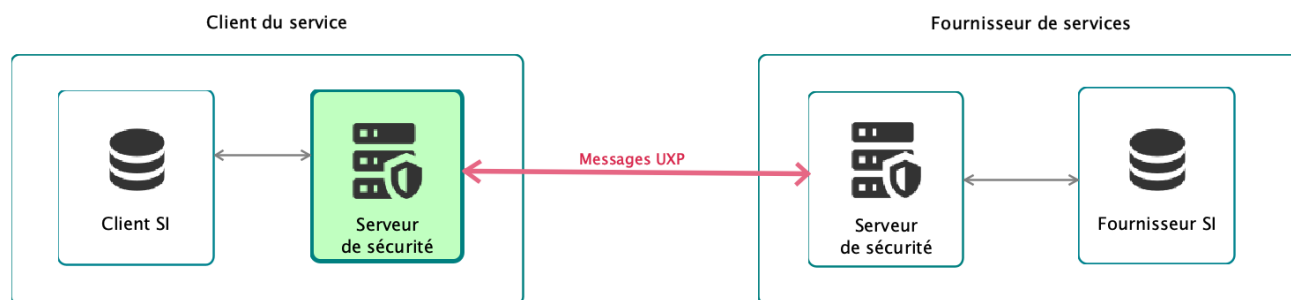 Client du service
Fournisseur de services
Messages UXP
Client SI
Serveur
de sécurité
Serveur
de sécurité
Fournisseur SI